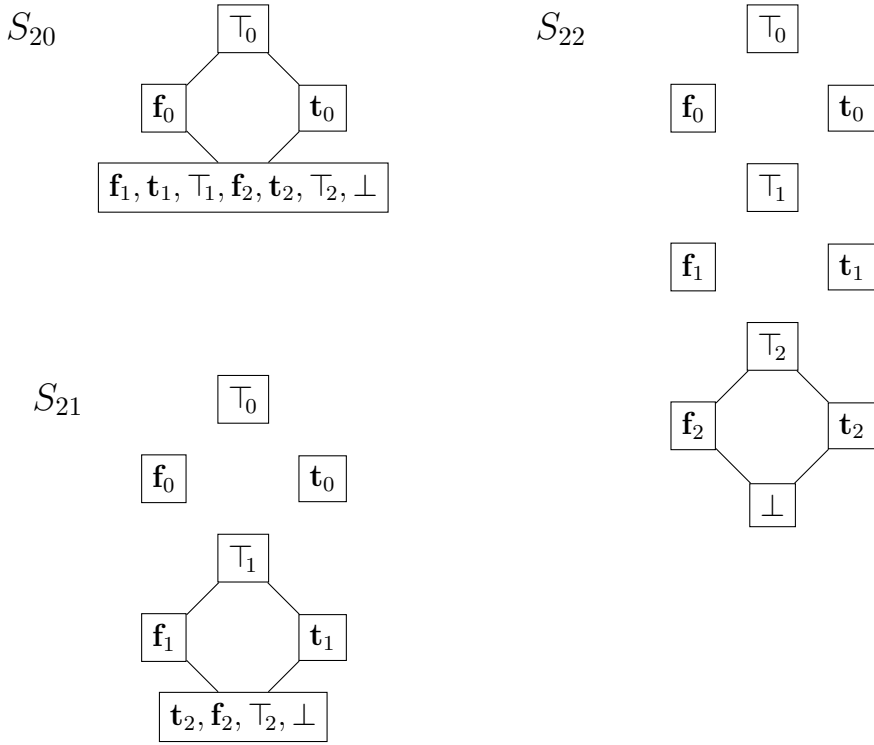 S₂₀
⊤₀
𝐟₀ 𝐭₀
𝐟₁, 𝐭₁, ⊤₁, 𝐟₂, 𝐭₂, ⊤₂, ⊥
S₂₁
⊤₀
𝐟₀ 𝐭₀
⊤₁
𝐟₁ 𝐭₁
𝐭₂, 𝐟₂, ⊤₂, ⊥
S₂₂
⊤₀
𝐟₀ 𝐭₀
⊤₁
𝐟₁ 𝐭₁
⊤₂
𝐟₂ 𝐭₂
⊥